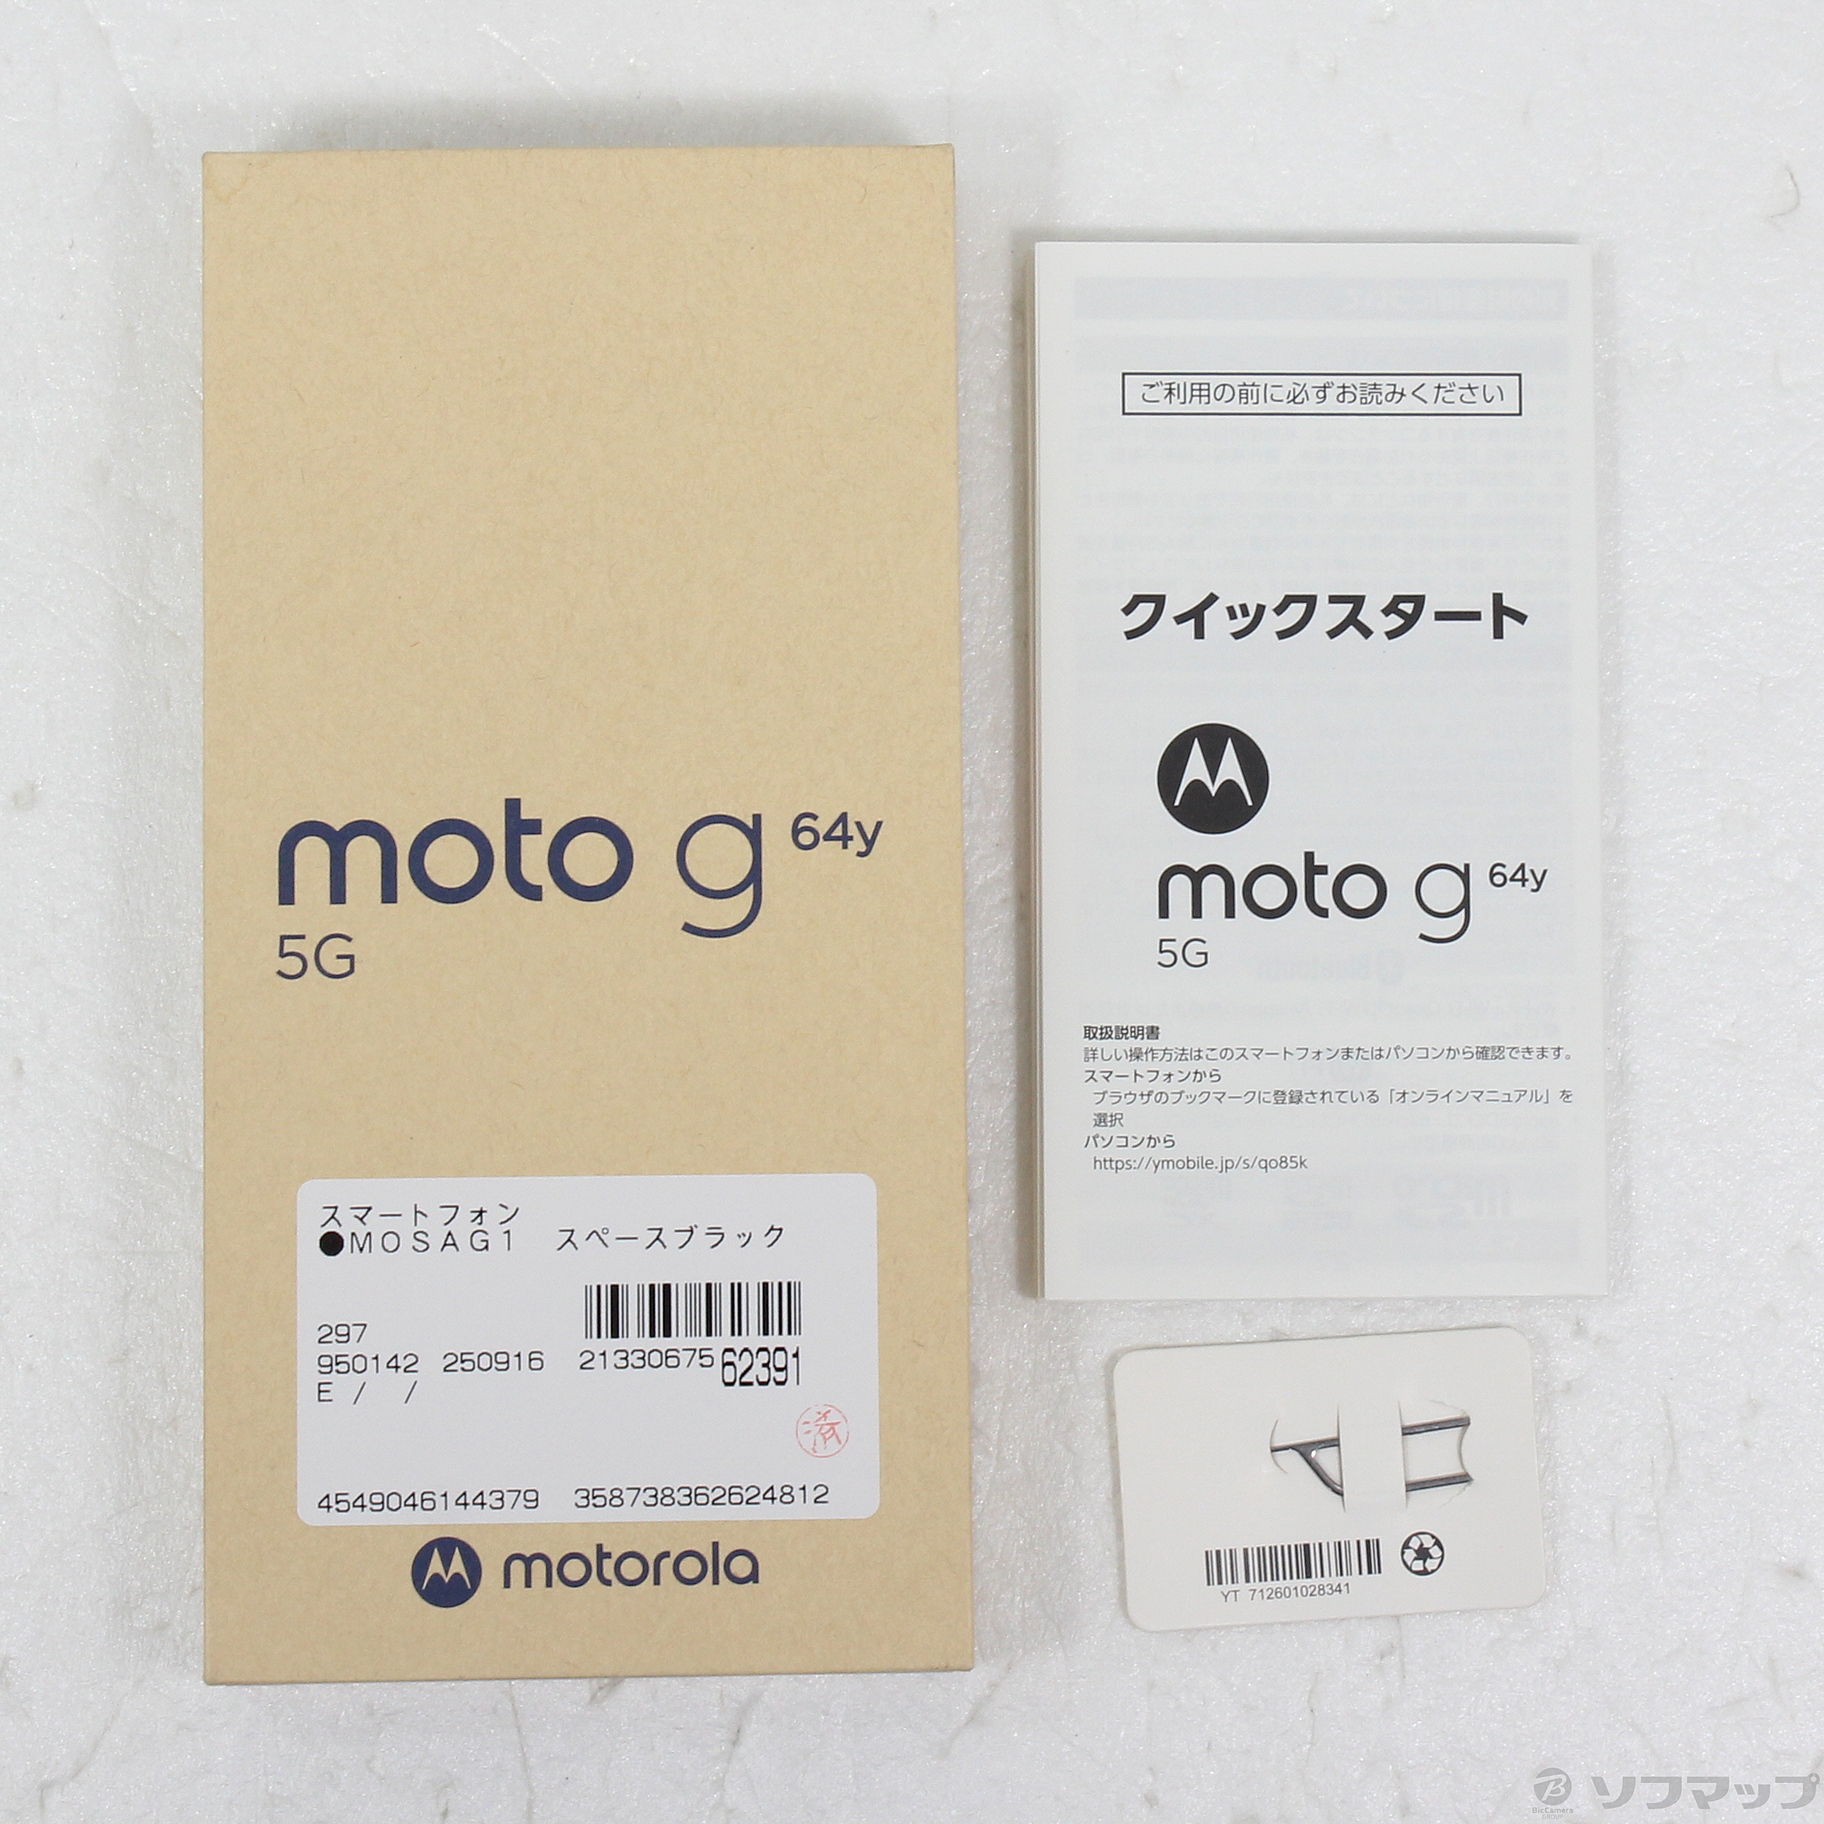 moto g 64y
5G
スマートフォン
●MOSAG1 スペースブラック
297
950142 250916 21330675 62391
E / /
済
4549046144379 358738362624812
motorola
ご利用の前に必ずお読みください
クイックスタート
moto g 64y
5G
取扱説明書
詳しい操作方法はこのスマートフォンまたはパソコンから確認できます。
スマートフォンから
ブラウザのブックマークに登録されている「オンラインマニュアル」を
選択
パソコンから
https://ymobile.jp/s/qo85k
YT 712601028341
BicCamera
GROUP
ソフマップ